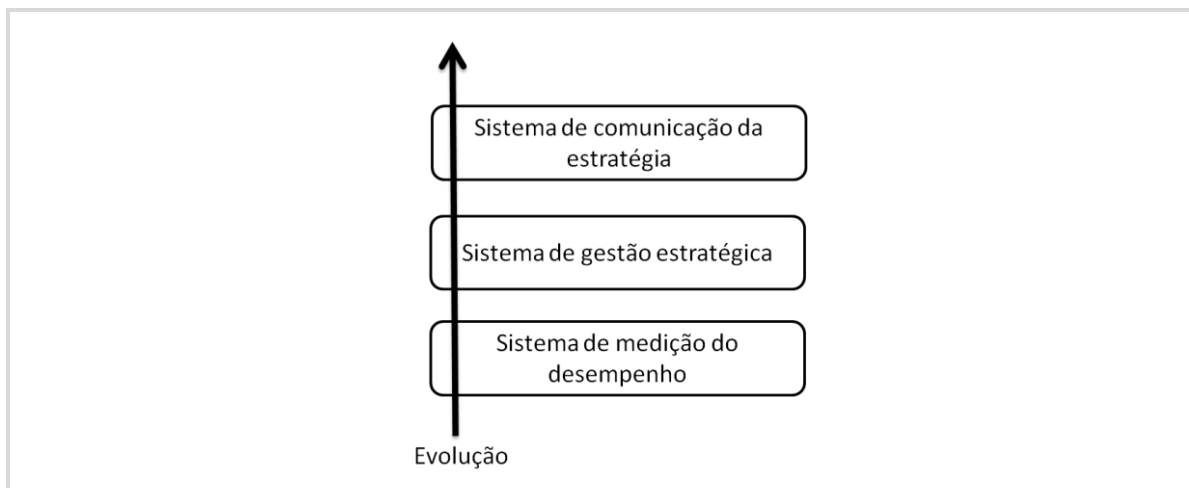 Sistema de comunicação da
estratégia
Sistema de gestão estratégica
Sistema de medição do
desempenho
Evolução